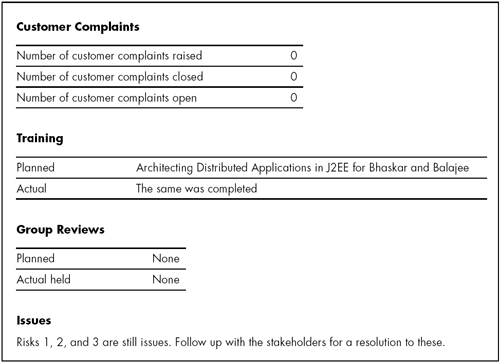 Customer Complaints
Number of customer complaints raised 0
Number of customer complaints closed 0
Number of customer complaints open 0
Training
Planned Architecting Distributed Applications in J2EE for Bhaskar and Balajee
Actual The same was completed
Group Reviews
Planned None
Actual held None
Issues
Risks 1, 2, and 3 are still issues. Follow up with the stakeholders for a resolution to these.